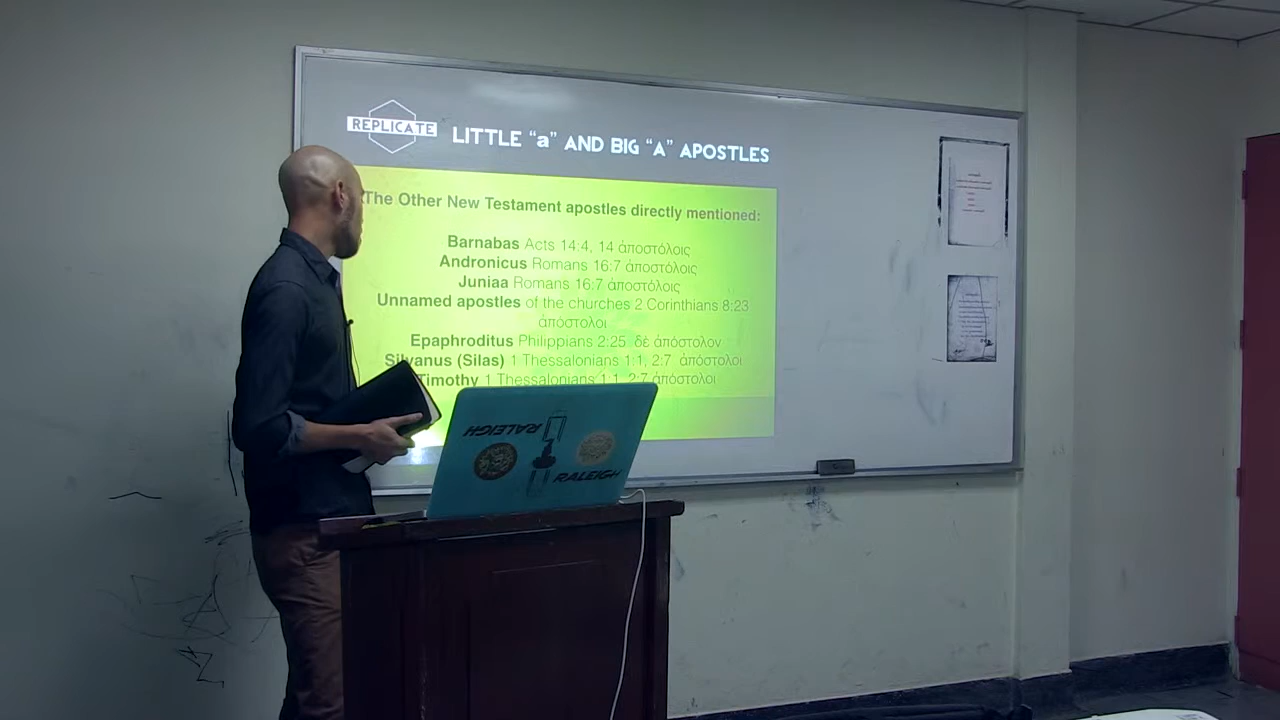 REPLICATE
LITTLE “a” AND BIG “A” APOSTLES
The Other New Testament apostles directly mentioned:
Barnabas Acts 14:4, 14 ἀποστόλοις
Andronicus Romans 16:7 ἀποστόλοις
Juniaa Romans 16:7 ἀποστόλοις
Unnamed apostles of the churches 2 Corinthians 8:23
ἀπόστολοι
Epaphroditus Philippians 2:25 δὲ ἀπόστολον
Silvanus (Silas) 1 Thessalonians 1:1, 2:7 ἀπόστολοι
Timothy 1 Thessalonians 1:1, 2:7 ἀπόστολοι
RALEIGH
RALEIGH